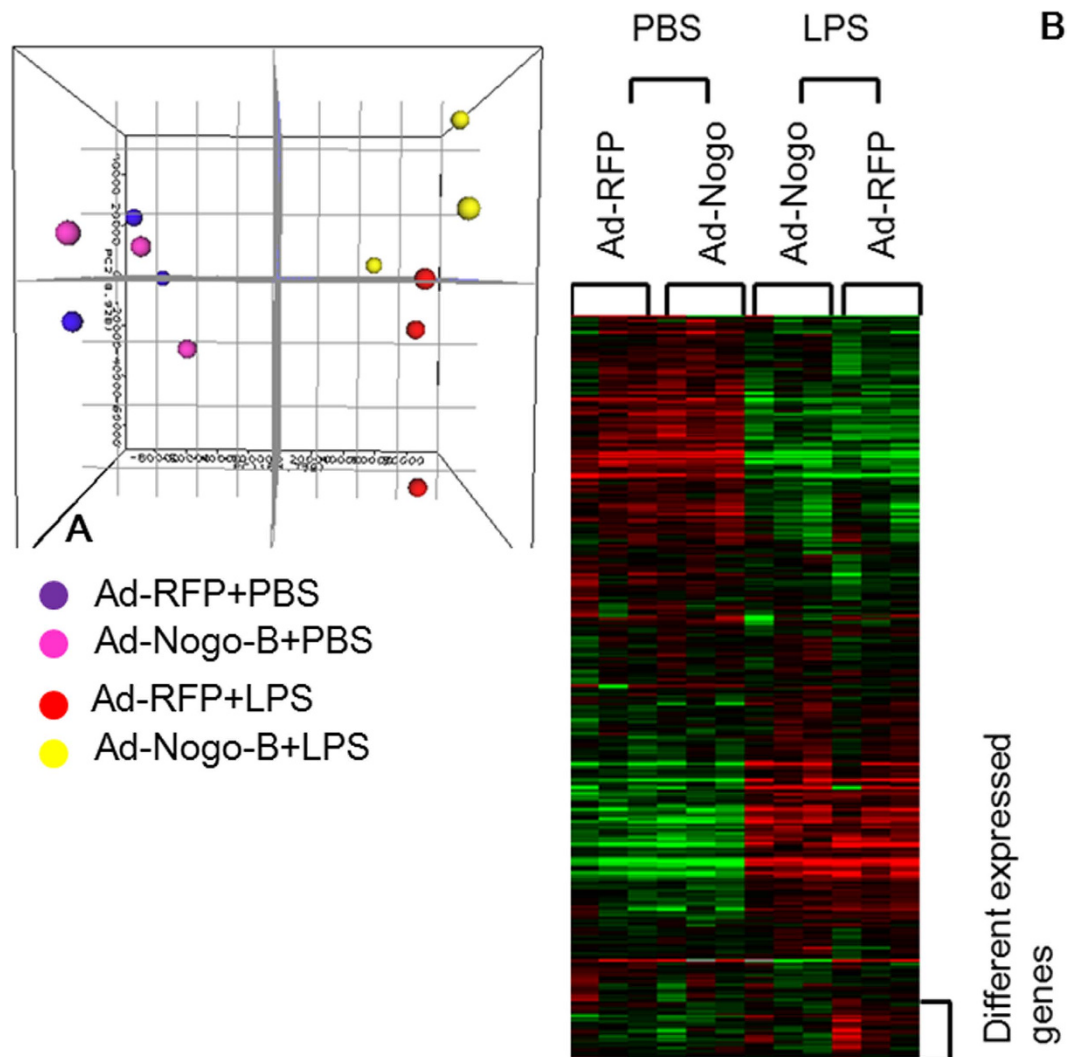 PBS LPS B
Ad-RFP
Ad-Nogo
Ad-Nogo
Ad-RFP
A
Ad-RFP+PBS
Ad-Nogo-B+PBS
Ad-RFP+LPS
Ad-Nogo-B+LPS
Different expressed
genes